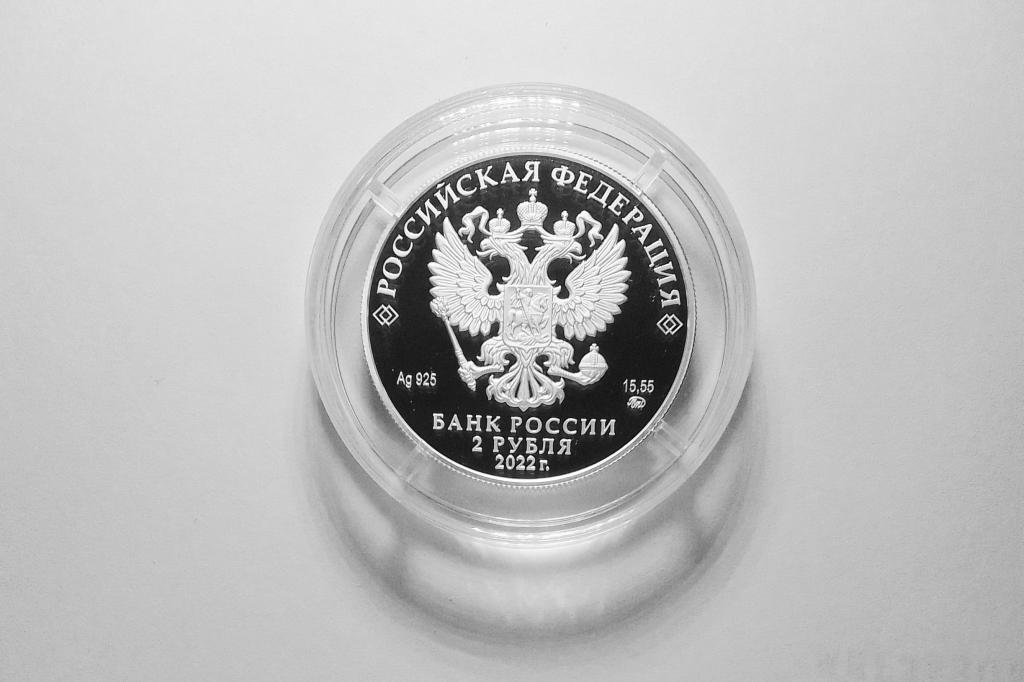 РОССИЙСКАЯ ФЕДЕРАЦИЯ
Ag 925
15,55
БАНК РОССИИ
2 РУБЛЯ
2022 г.